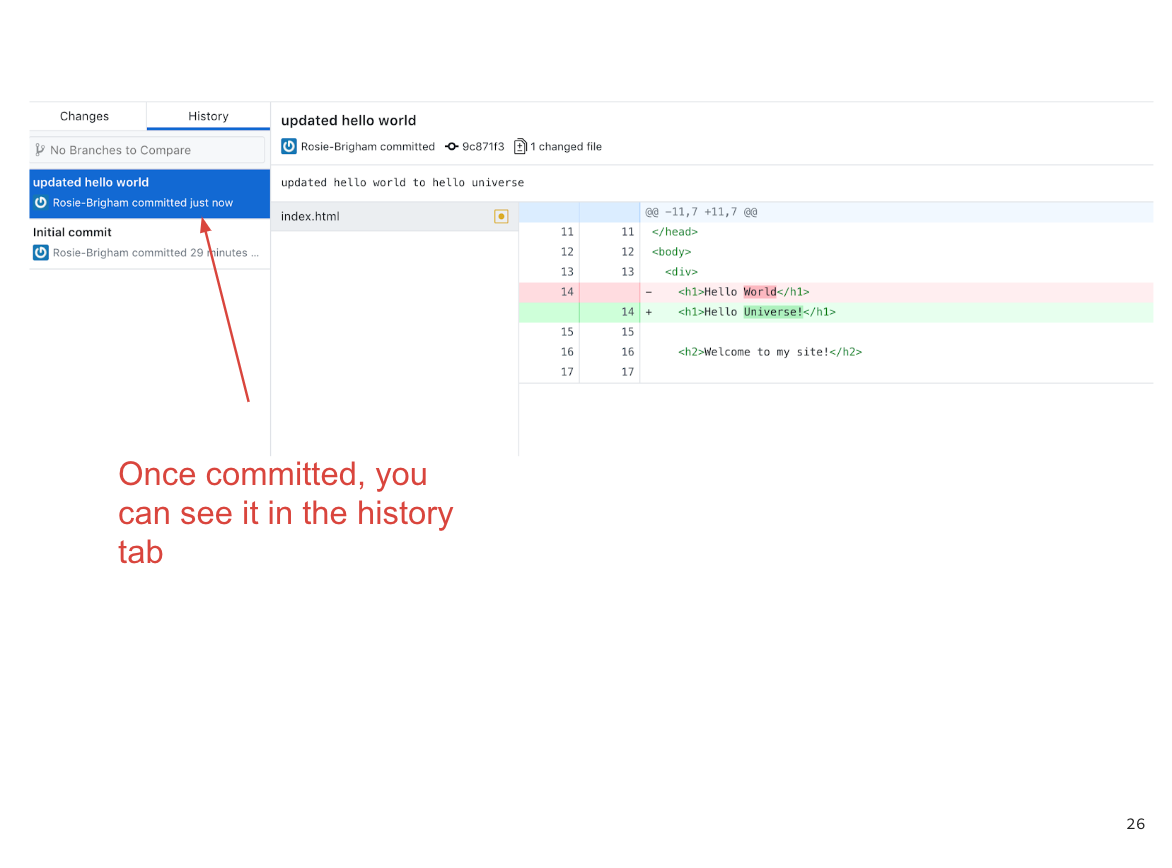 Changes
History
No Branches to Compare
updated hello world
Rosie-Brigham committed just now
Initial commit
Rosie-Brigham committed 29 minutes ...
updated hello world
Rosie-Brigham committed 9c871f3 1 changed file
updated hello world to hello universe
index.html
@@ -11,7 +11,7 @@
11 11 </head>
12 12 <body>
13 13 <div>
14 - <h1>Hello World</h1>
14 + <h1>Hello Universe!</h1>
15 15
16 16 <h2>Welcome to my site!</h2>
17 17
Once committed, you
can see it in the history
tab
26